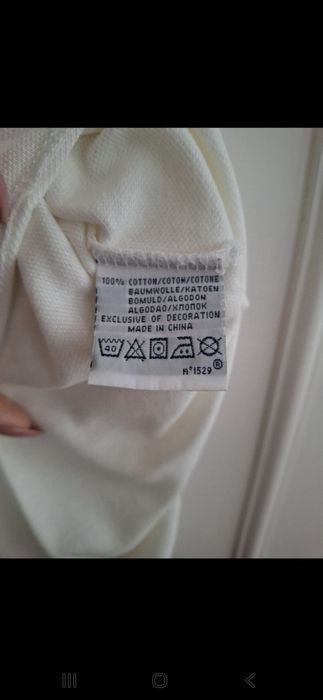 100% COTTON/COTON/COTONE
BAUMWOLLE/KATOEN
BOMULD/ALGODON
ALGODAO/ХЛОПОК
EXCLUSIVE OF DECORATION
MADE IN CHINA
40
N°1529 ®